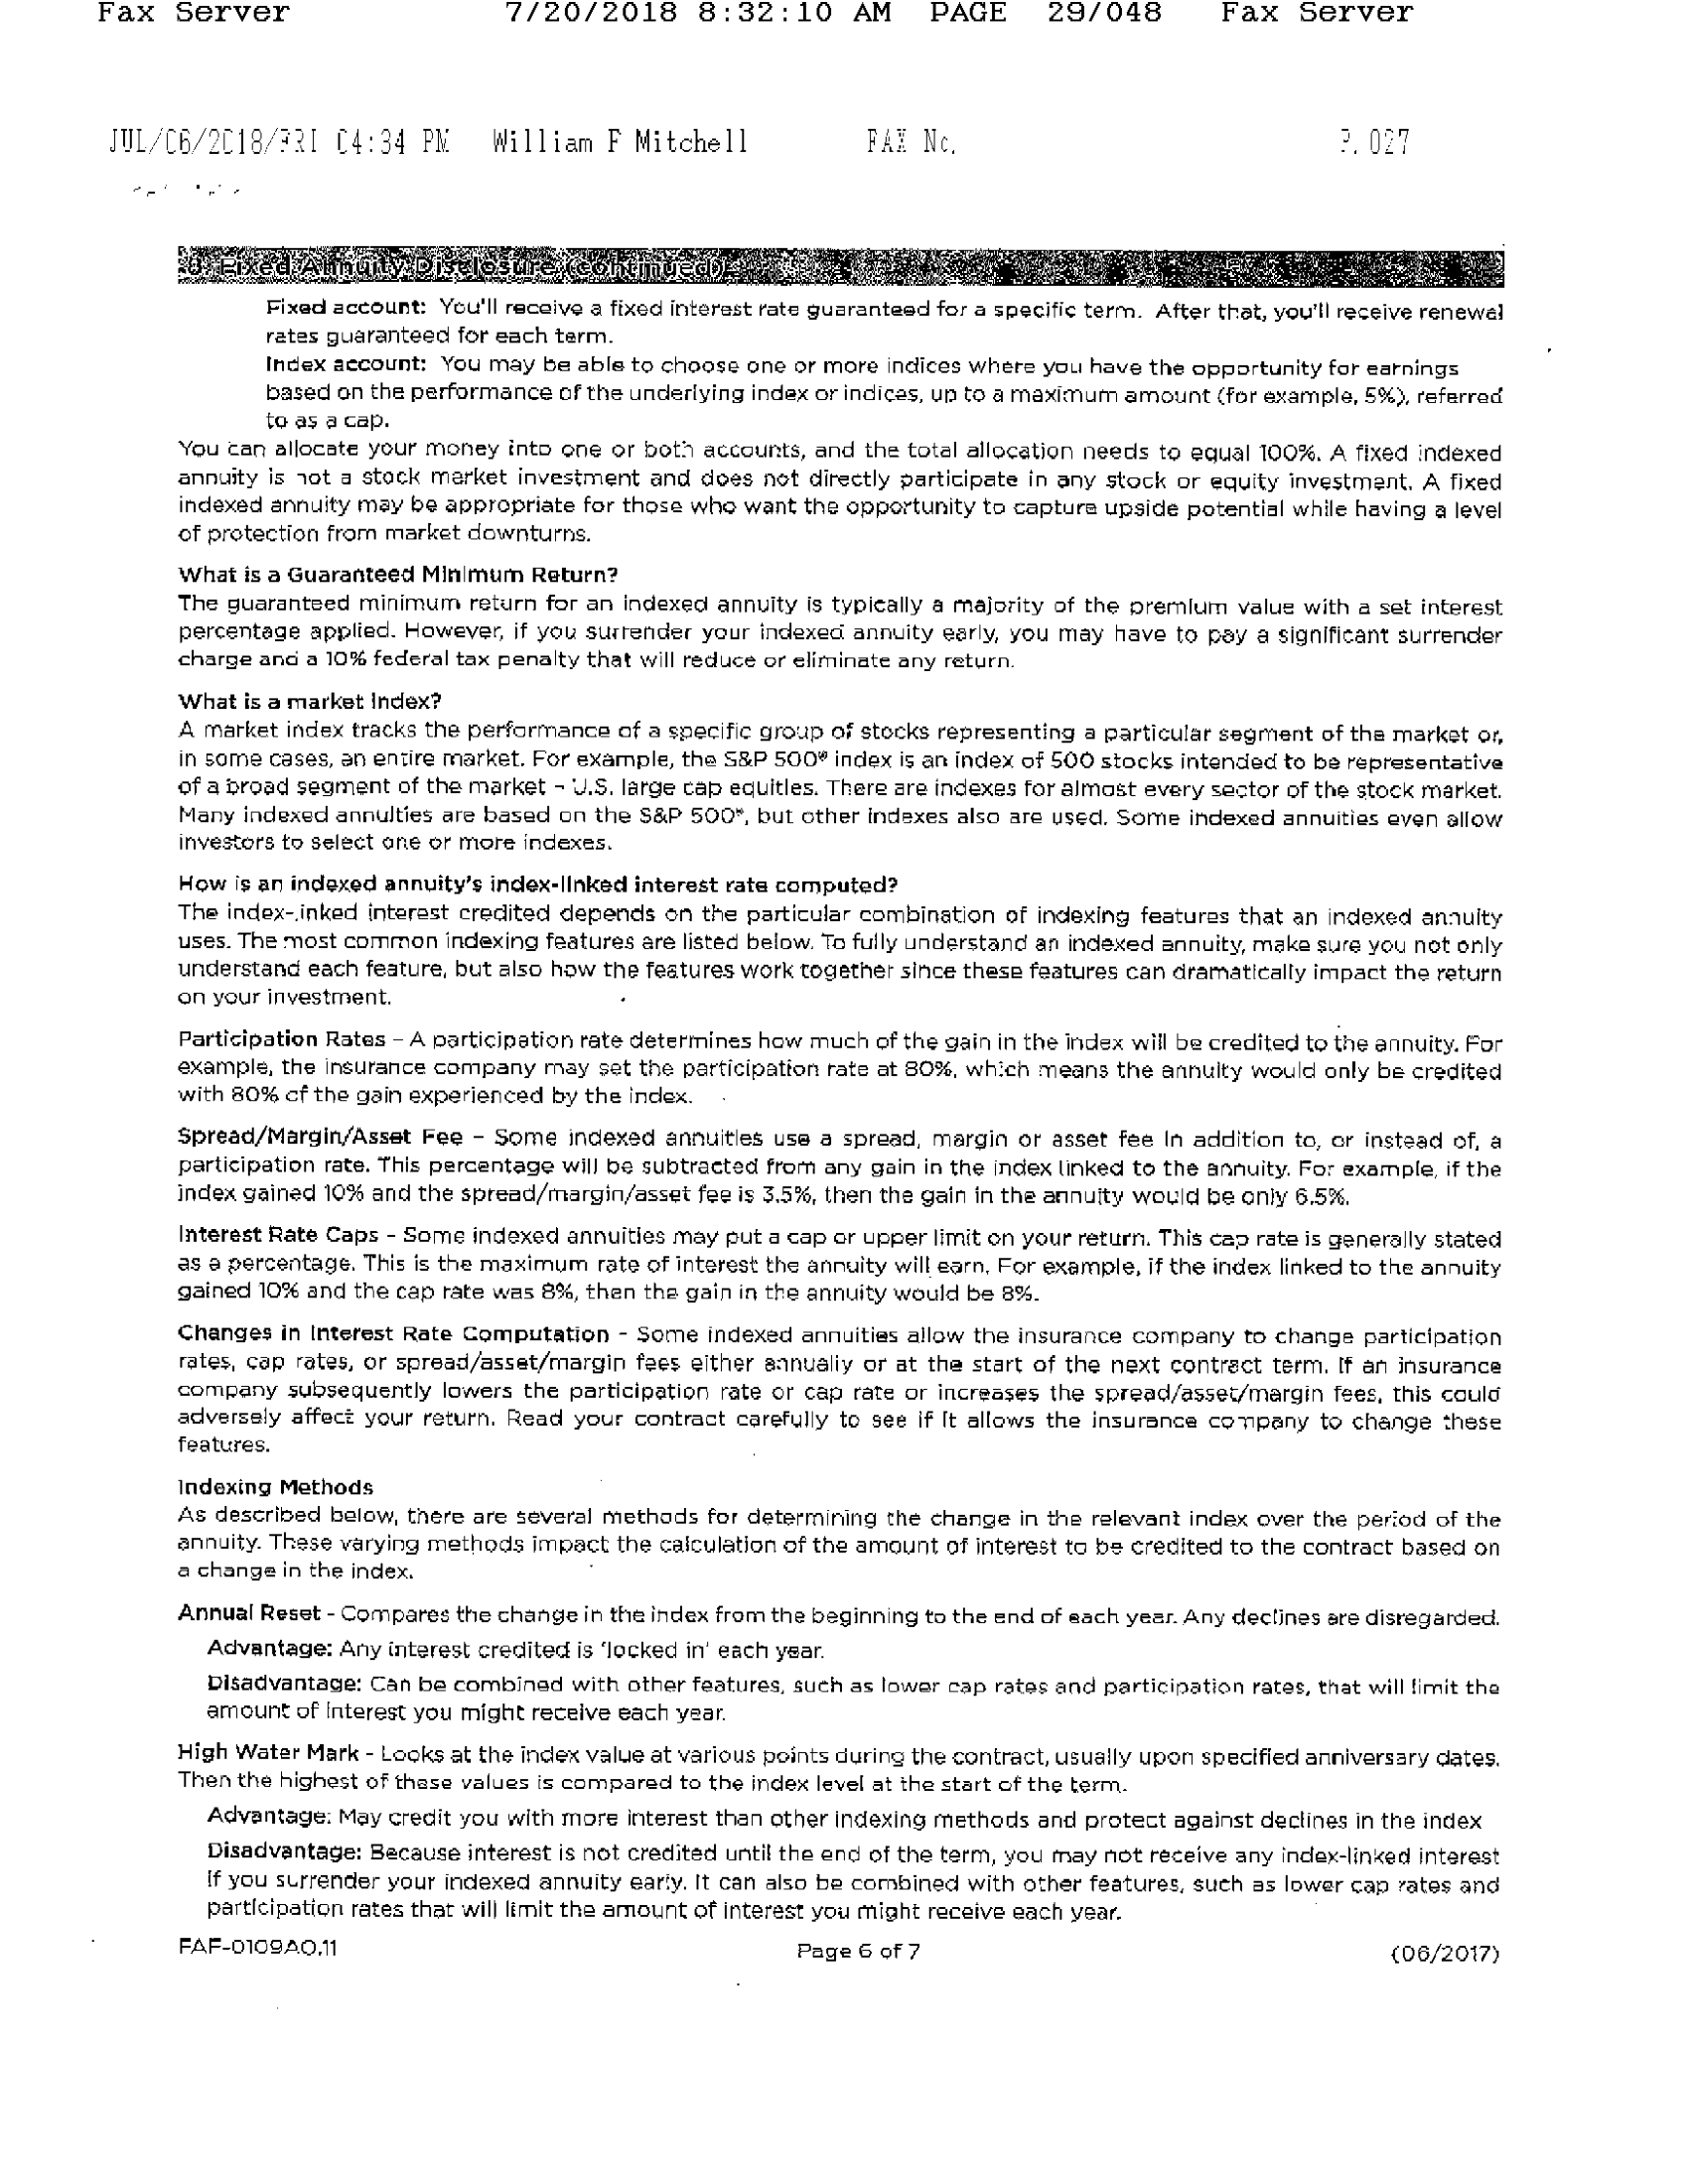 Fax Server 7/20/2018 8:32:10 AM PAGE 29/048 Fax Server
JUL/06/2018/FRI 04:34 PM William F Mitchell FAX No. P. 027
Fixed Annuity Disclosure (continued)
Fixed account: You'll receive a fixed interest rate guaranteed for a specific term. After that, you'll receive renewal
rates guaranteed for each term.
Index account: You may be able to choose one or more indices where you have the opportunity for earnings
based on the performance of the underlying index or indices, up to a maximum amount (for example, 5%), referred
to as a cap.
You can allocate your money into one or both accounts, and the total allocation needs to equal 100%. A fixed indexed
annuity is not a stock market investment and does not directly participate in any stock or equity investment. A fixed
indexed annuity may be appropriate for those who want the opportunity to capture upside potential while having a level
of protection from market downturns.
What is a Guaranteed Minimum Return?
The guaranteed minimum return for an indexed annuity is typically a majority of the premium value with a set interest
percentage applied. However, if you surrender your indexed annuity early, you may have to pay a significant surrender
charge and a 10% federal tax penalty that will reduce or eliminate any return.
What is a market index?
A market index tracks the performance of a specific group of stocks representing a particular segment of the market or,
in some cases, an entire market. For example, the S&P 500® index is an index of 500 stocks intended to be representative
of a broad segment of the market – U.S. large cap equities. There are indexes for almost every sector of the stock market.
Many indexed annuities are based on the S&P 500®, but other indexes also are used. Some indexed annuities even allow
investors to select one or more indexes.
How is an indexed annuity's index-linked interest rate computed?
The index-linked interest credited depends on the particular combination of indexing features that an indexed annuity
uses. The most common indexing features are listed below. To fully understand an indexed annuity, make sure you not only
understand each feature, but also how the features work together since these features can dramatically impact the return
on your investment.
Participation Rates – A participation rate determines how much of the gain in the index will be credited to the annuity. For
example, the insurance company may set the participation rate at 80%, which means the annuity would only be credited
with 80% of the gain experienced by the index.
Spread/Margin/Asset Fee – Some indexed annuities use a spread, margin or asset fee in addition to, or instead of, a
participation rate. This percentage will be subtracted from any gain in the index linked to the annuity. For example, if the
index gained 10% and the spread/margin/asset fee is 3.5%, then the gain in the annuity would be only 6.5%.
Interest Rate Caps - Some indexed annuities may put a cap or upper limit on your return. This cap rate is generally stated
as a percentage. This is the maximum rate of interest the annuity will earn. For example, if the index linked to the annuity
gained 10% and the cap rate was 8%, then the gain in the annuity would be 8%.
Changes in Interest Rate Computation - Some indexed annuities allow the insurance company to change participation
rates, cap rates, or spread/asset/margin fees either annually or at the start of the next contract term. If an insurance
company subsequently lowers the participation rate or cap rate or increases the spread/asset/margin fees, this could
adversely affect your return. Read your contract carefully to see if it allows the insurance company to change these
features.
Indexing Methods
As described below, there are several methods for determining the change in the relevant index over the period of the
annuity. These varying methods impact the calculation of the amount of interest to be credited to the contract based on
a change in the index.
Annual Reset - Compares the change in the index from the beginning to the end of each year. Any declines are disregarded.
Advantage: Any interest credited is 'locked in' each year.
Disadvantage: Can be combined with other features, such as lower cap rates and participation rates, that will limit the
amount of interest you might receive each year.
High Water Mark - Looks at the index value at various points during the contract, usually upon specified anniversary dates.
Then the highest of these values is compared to the index level at the start of the term.
Advantage: May credit you with more interest than other indexing methods and protect against declines in the index
Disadvantage: Because interest is not credited until the end of the term, you may not receive any index-linked interest
if you surrender your indexed annuity early. It can also be combined with other features, such as lower cap rates and
participation rates that will limit the amount of interest you might receive each year.
FAF-0109AO.11 Page 6 of 7 (06/2017)